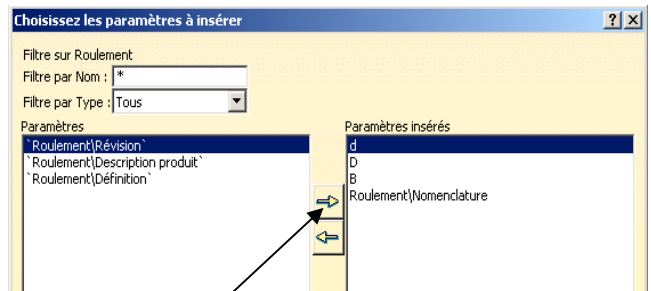 Choisissez les paramètres à insérer
Filtre sur Roulement
Filtre par Nom : *
Filtre par Type : Tous
Paramètres
`Roulement\Révision`
`Roulement\Description produit`
`Roulement\Définition`
Paramètres insérés
d
D
B
Roulement\Nomenclature